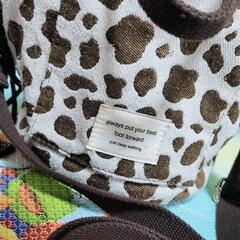 always put your best
foot forward
just keep walking.